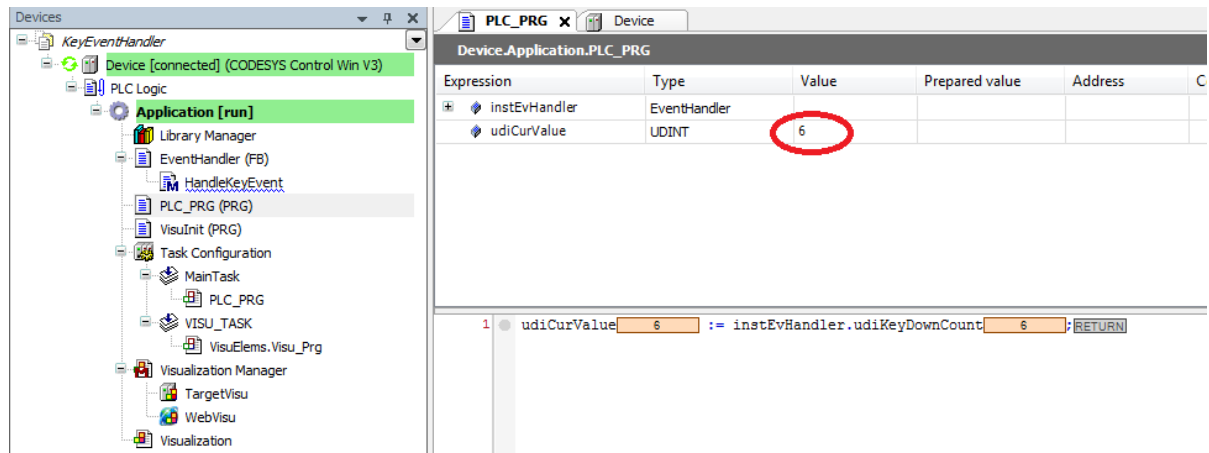 Devices
KeyEventHandler
Device [connected] (CODESYS Control Win V3)
PLC Logic
Application [run]
Library Manager
EventHandler (FB)
HandleKeyEvent
PLC_PRG (PRG)
VisuInit (PRG)
Task Configuration
MainTask
PLC_PRG
VISU_TASK
VisuElems.Visu_Prg
Visualization Manager
TargetVisu
WebVisu
Visualization
PLC_PRG Device
Device.Application.PLC_PRG
Expression Type Value Prepared value Address C
instEvHandler EventHandler
udiCurValue UDINT 6
1 udiCurValue 6 := instEvHandler.udiKeyDownCount 6 ;RETURN